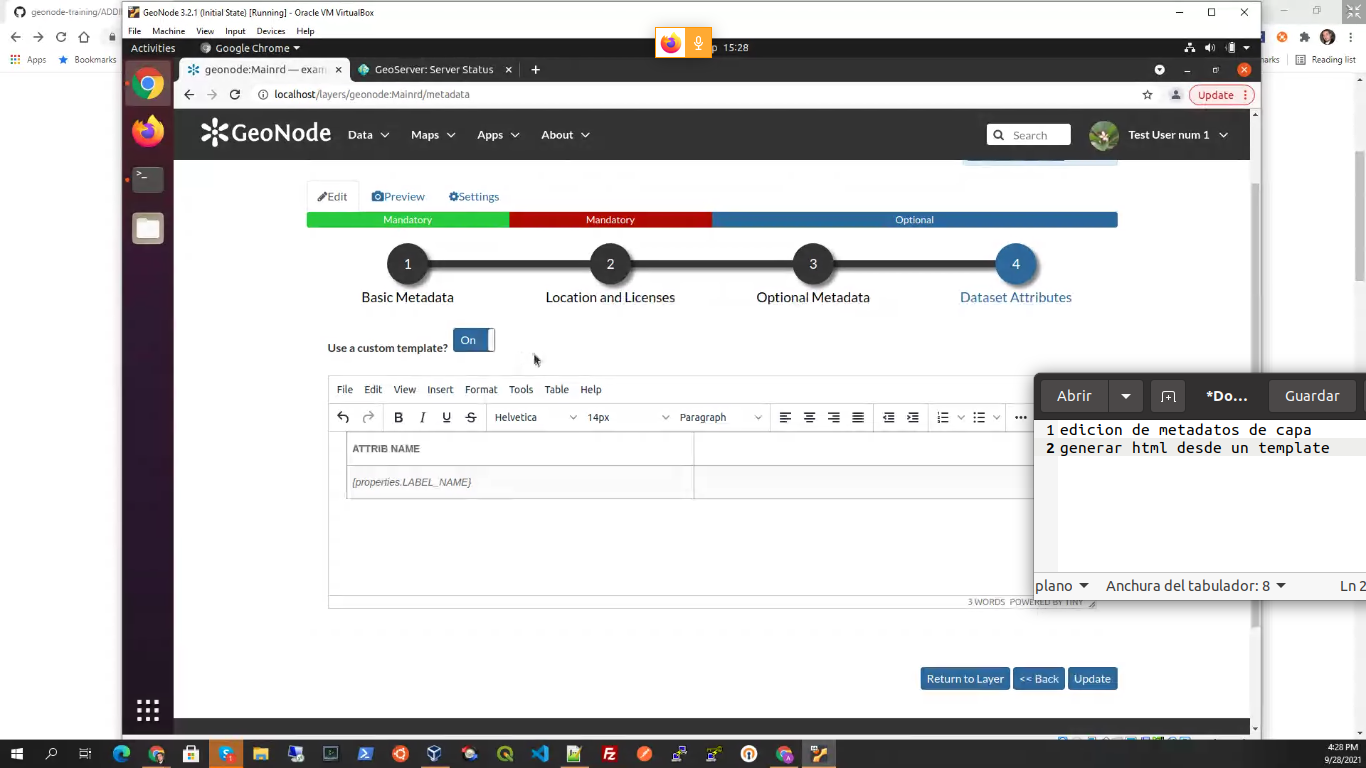 geonode-training/ADDI
GeoNode 3.2.1 (Initial State) [Running] - Oracle VM VirtualBox
File Machine View Input Devices Help
Activities Google Chrome 15:28
Apps Bookmarks
Reading list
geonode:Mainrd — exam
GeoServer: Server Status
localhost/layers/geonode:Mainrd/metadata
Update
GeoNode Data Maps Apps About Search Test User num 1
Edit Preview Settings
Mandatory Mandatory Optional
1 2 3 4
Basic Metadata Location and Licenses Optional Metadata Dataset Attributes
Use a custom template? On
File Edit View Insert Format Tools Table Help
B I U S Helvetica 14px Paragraph
ATTRIB NAME
{properties.LABEL_NAME}
3 WORDS POWERED BY TINY
Return to Layer << Back Update
Abrir *Do... Guardar
1 edicion de metadatos de capa
2 generar html desde un template
plano Anchura del tabulador: 8 Ln 2
4:28 PM
9/28/2021